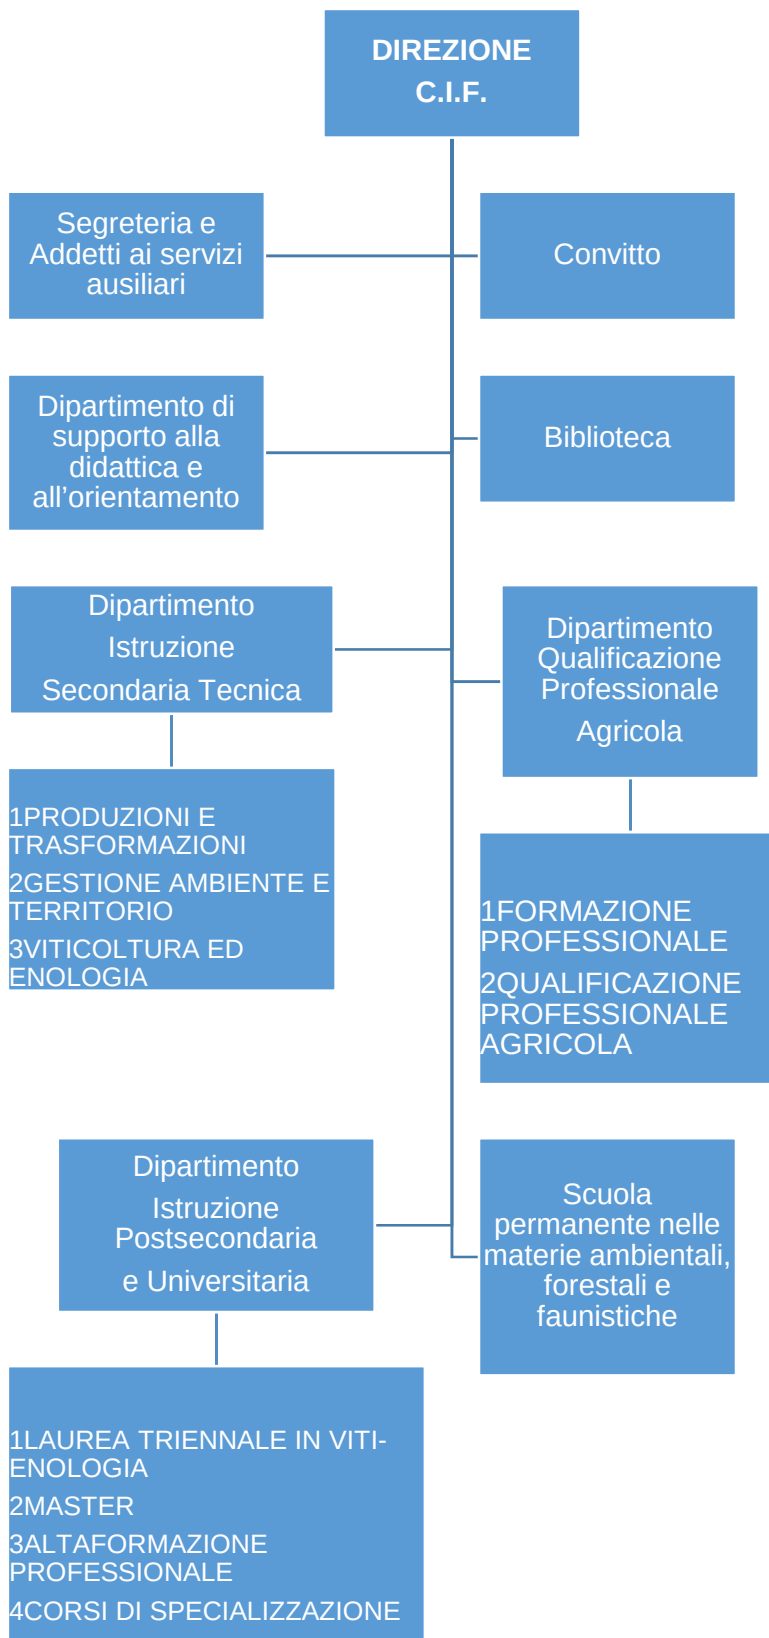 DIREZIONE
C.I.F.
Segreteria e
Addetti ai servizi
ausiliari
Convitto
Dipartimento di
supporto alla
didattica e
all’orientamento
Biblioteca
Dipartimento
Istruzione
Secondaria Tecnica
Dipartimento
Qualificazione
Professionale
Agricola
1PRODUZIONI E
TRASFORMAZIONI
2GESTIONE AMBIENTE E
TERRITORIO
3VITICOLTURA ED
ENOLOGIA
1FORMAZIONE
PROFESSIONALE
2QUALIFICAZIONE
PROFESSIONALE
AGRICOLA
Dipartimento
Istruzione
Postsecondaria
e Universitaria
Scuola
permanente nelle
materie ambientali,
forestali e
faunistiche
1LAUREA TRIENNALE IN VITI-
ENOLOGIA
2MASTER
3ALTAFORMAZIONE
PROFESSIONALE
4CORSI DI SPECIALIZZAZIONE